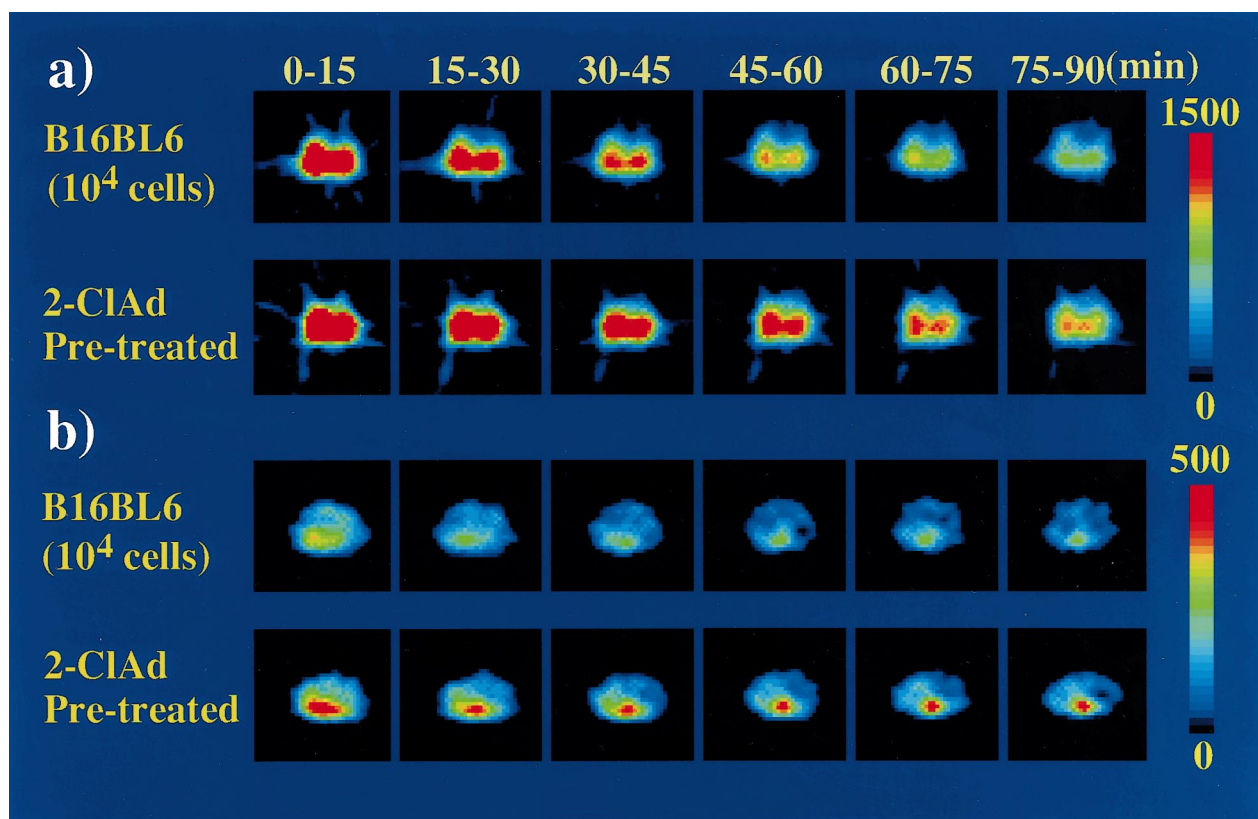 a)
0-15 15-30 30-45 45-60 60-75 75-90(min)
B16BL6
(10⁴ cells)
1500
2-ClAd
Pre-treated
0
b)
B16BL6
(10⁴ cells)
500
2-ClAd
Pre-treated
0